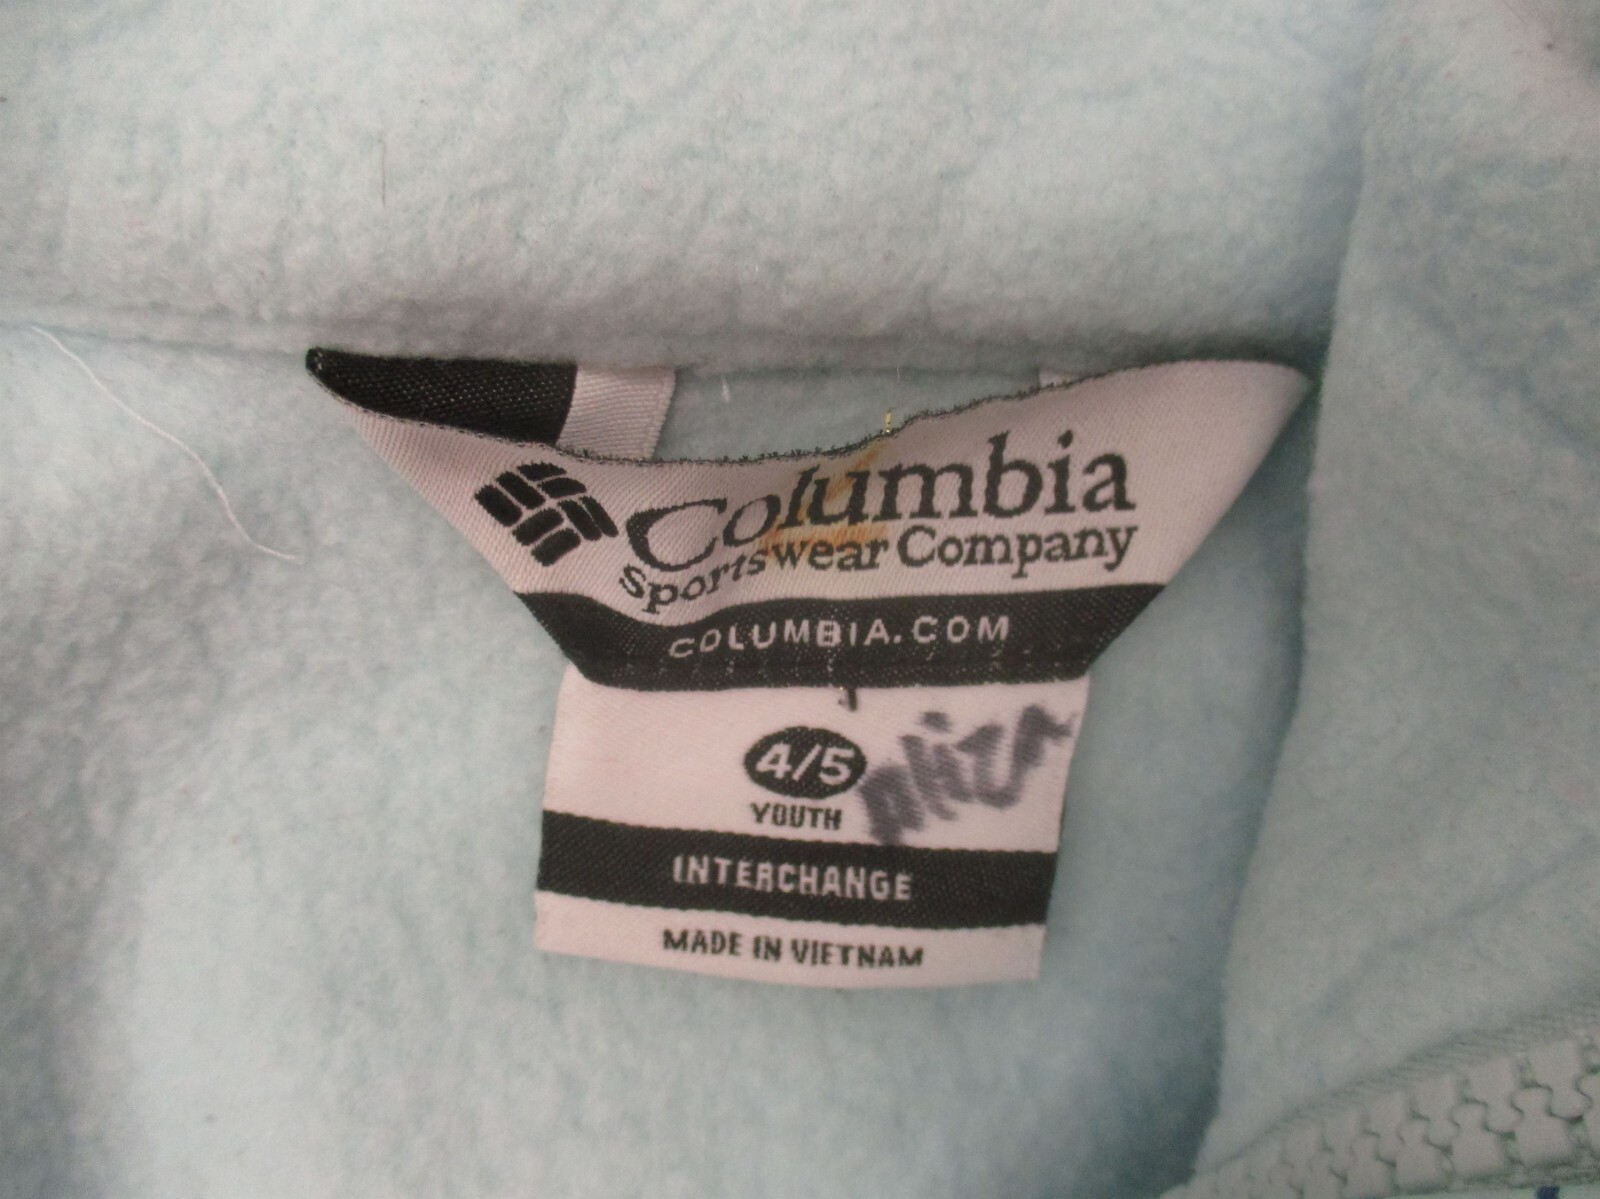 Columbia
Sportswear Company
COLUMBIA.COM
4/5
YOUTH
INTERCHANGE
MADE IN VIETNAM